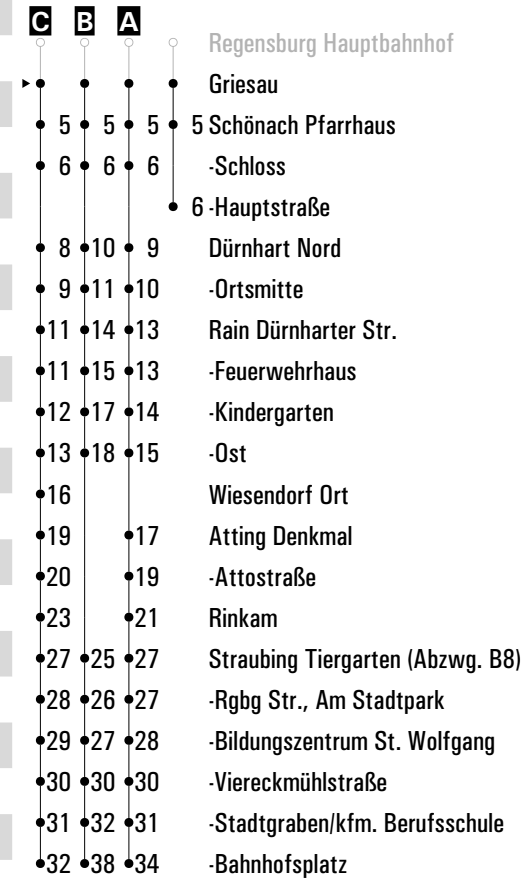 C B A
Regensburg Hauptbahnhof
Griesau
5 5 5 5 Schönach Pfarrhaus
6 6 6 -Schloss
6 -Hauptstraße
8 10 9 Dürnhart Nord
9 11 10 -Ortsmitte
11 14 13 Rain Dürnharter Str.
11 15 13 -Feuerwehrhaus
12 17 14 -Kindergarten
13 18 15 -Ost
16 Wiesendorf Ort
19 17 Atting Denkmal
20 19 -Attostraße
23 21 Rinkam
27 25 27 Straubing Tiergarten (Abzwg. B8)
28 26 27 -Rgbg Str., Am Stadtpark
29 27 28 -Bildungszentrum St. Wolfgang
30 30 30 -Viereckmühlstraße
31 32 31 -Stadtgraben/kfm. Berufsschule
32 38 34 -Bahnhofsplatz